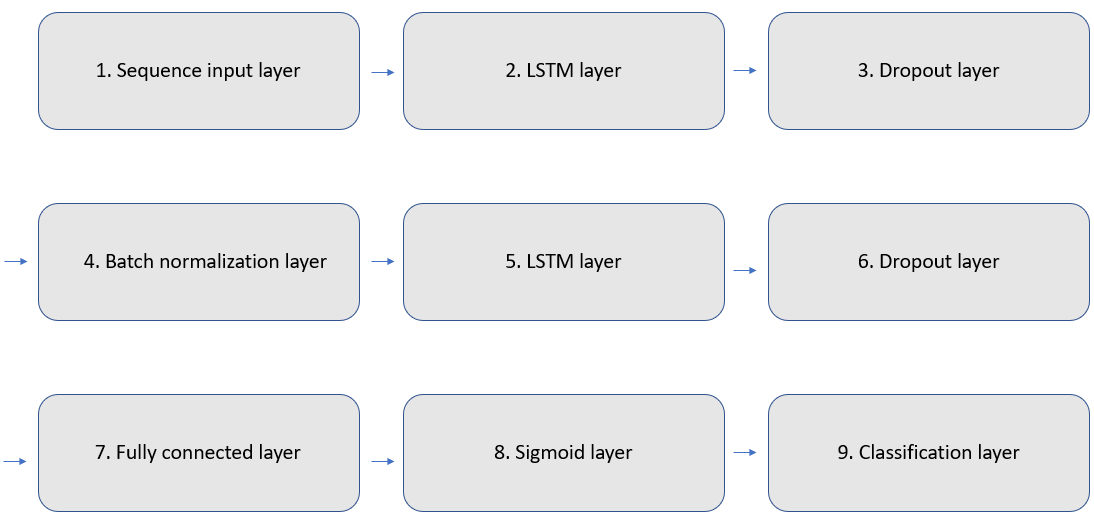 1. Sequence input layer
2. LSTM layer
3. Dropout layer
4. Batch normalization layer
5. LSTM layer
6. Dropout layer
7. Fully connected layer
8. Sigmoid layer
9. Classification layer